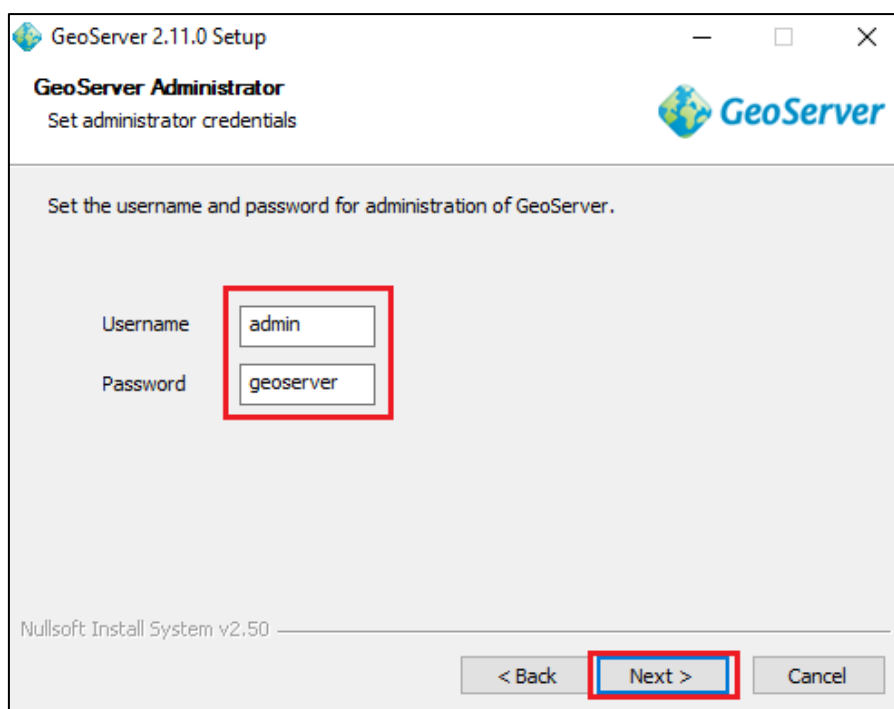 GeoServer 2.11.0 Setup
GeoServer Administrator
Set administrator credentials
GeoServer
Set the username and password for administration of GeoServer.
Username admin
Password geoserver
Nullsoft Install System v2.50
< Back Next > Cancel